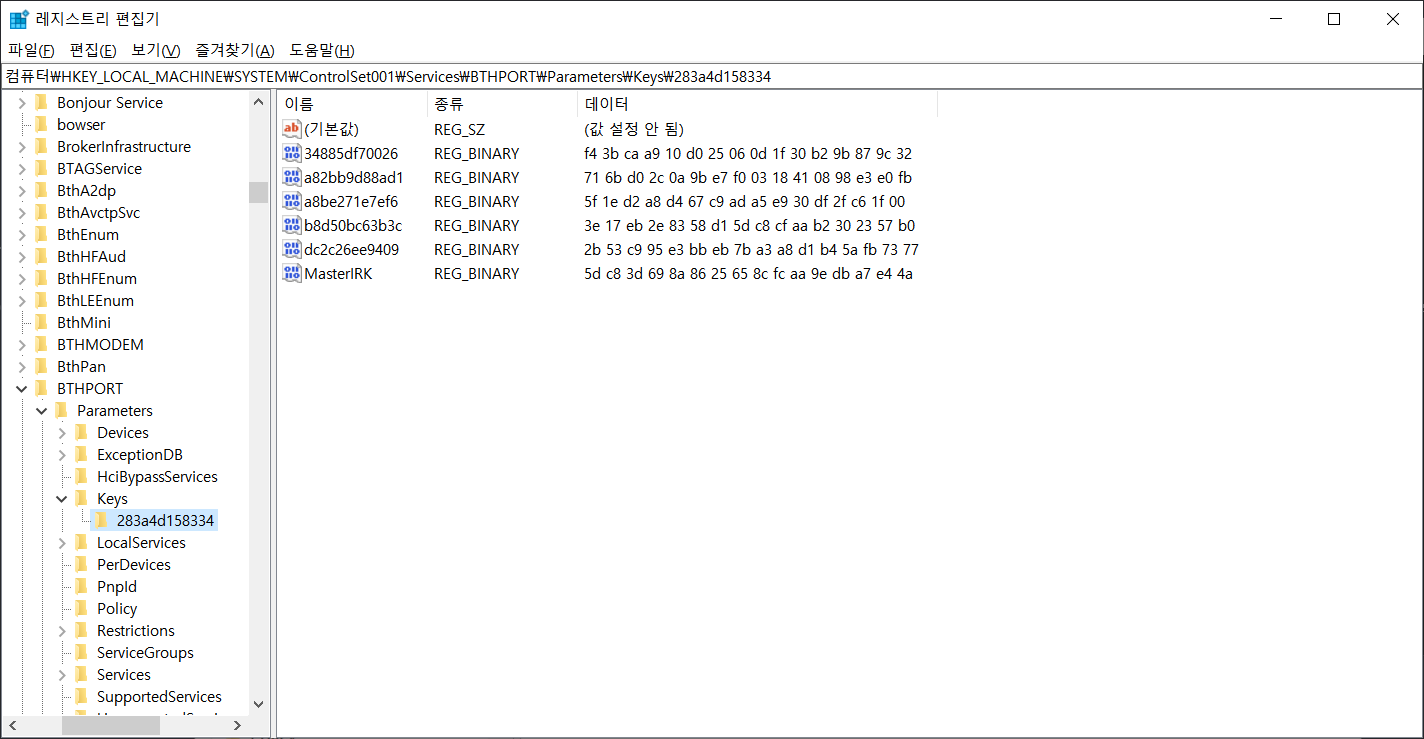 레지스트리 편집기
파일(F) 편집(E) 보기(V) 즐겨찾기(A) 도움말(H)
컴퓨터₩HKEY_LOCAL_MACHINE₩SYSTEM₩ControlSet001₩Services₩BTHPORT₩Parameters₩Keys₩283a4d158334
Bonjour Service
bowser
BrokerInfrastructure
BTAGService
BthA2dp
BthAvctpSvc
BthEnum
BthHFAud
BthHFEnum
BthLEEnum
BthMini
BTHMODEM
BthPan
BTHPORT
Parameters
Devices
ExceptionDB
HciBypassServices
Keys
283a4d158334
LocalServices
PerDevices
PnpId
Policy
Restrictions
ServiceGroups
Services
SupportedServices
이름 종류 데이터
(기본값) REG_SZ (값 설정 안 됨)
34885df70026 REG_BINARY f4 3b ca a9 10 d0 25 06 0d 1f 30 b2 9b 87 9c 32
a82bb9d88ad1 REG_BINARY 71 6b d0 2c 0a 9b e7 f0 03 18 41 08 98 e3 e0 fb
a8be271e7ef6 REG_BINARY 5f 1e d2 a8 d4 67 c9 ad a5 e9 30 df 2f c6 1f 00
b8d50bc63b3c REG_BINARY 3e 17 eb 2e 83 58 d1 5d c8 cf aa b2 30 23 57 b0
dc2c26ee9409 REG_BINARY 2b 53 c9 95 e3 bb eb 7b a3 a8 d1 b4 5a fb 73 77
MasterIRK REG_BINARY 5d c8 3d 69 8a 86 25 65 8c fc aa 9e db a7 e4 4a